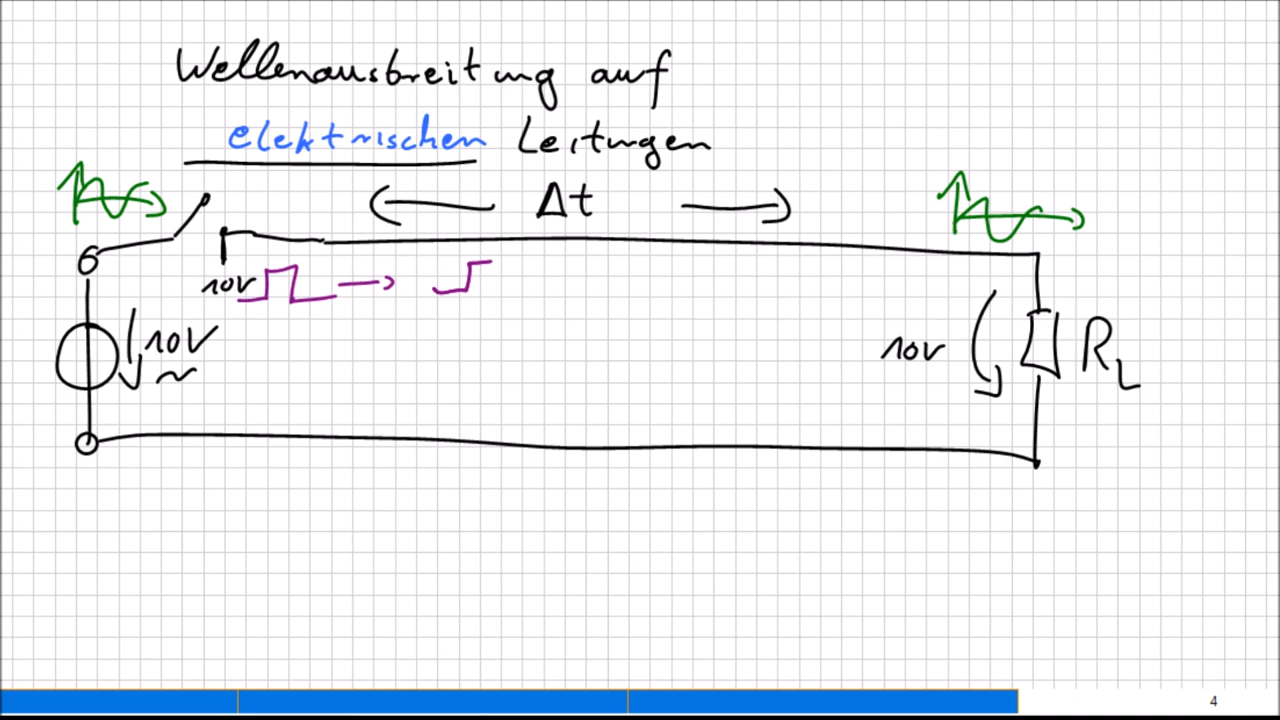 Wellenausbreitung auf
elektrischen Leitungen
Δt
10V
10V
~
10V
R_L
4